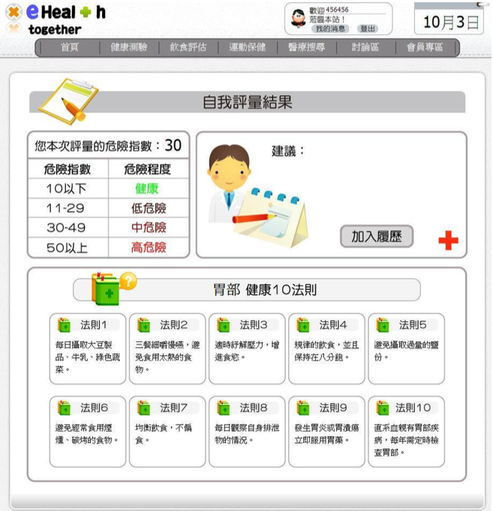 eHealth
together
歡迎 456456
蒞臨本站！
我的消息 登出
10月3日
首頁 健康測驗 飲食評估 運動保健 醫療搜尋 討論區 會員專區
自我評量結果
您本次評量的危險指數：30
危險指數 危險程度
10以下 健康
11-29 低危險
30-49 中危險
50以上 高危險
建議：
加入履歷
胃部 健康10法則
法則1
每日攝取大豆製
品、牛乳、綠色蔬
菜。
法則2
三餐細嚼慢嚥，避
免食用太熱的食
物。
法則3
適時紓解壓力，增
進食慾。
法則4
規律的飲食，並且
保持在八分飽。
法則5
避免攝取過量的鹽
份。
法則6
避免經常食用煙
燻、碳烤的食物。
法則7
均衡飲食，不偏
食。
法則8
每日觀察自身排泄
物的情況。
法則9
發生胃炎或胃潰瘍
立即服用胃藥。
法則10
直系血親有胃部疾
病，每年需定時檢
查胃部。